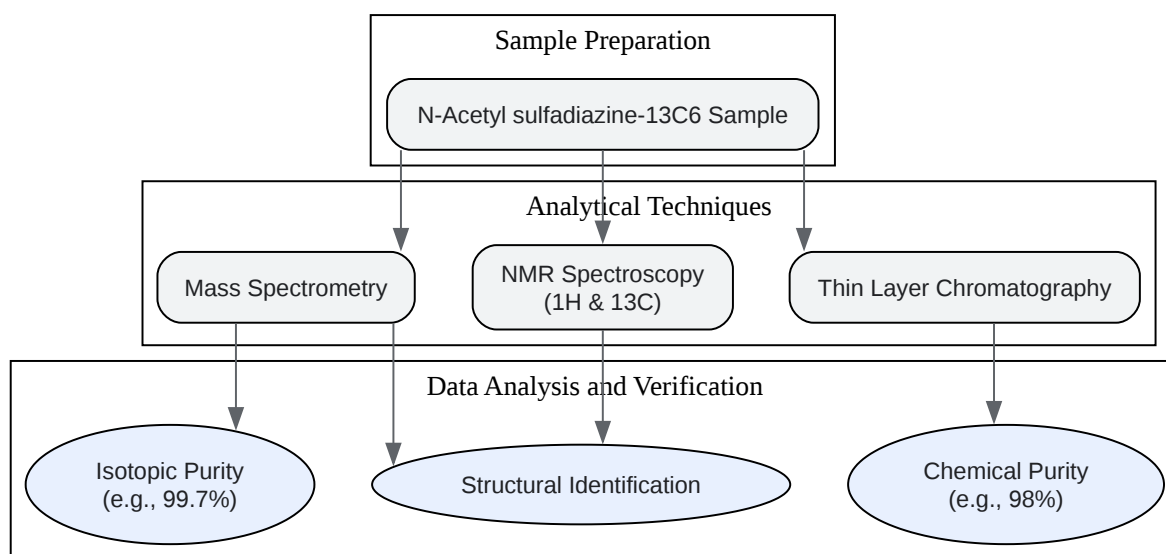 Sample Preparation
N-Acetyl sulfadiazine-13C6 Sample
Analytical Techniques
Mass Spectrometry
NMR Spectroscopy
(1H & 13C)
Thin Layer Chromatography
Data Analysis and Verification
Isotopic Purity
(e.g., 99.7%)
Structural Identification
Chemical Purity
(e.g., 98%)